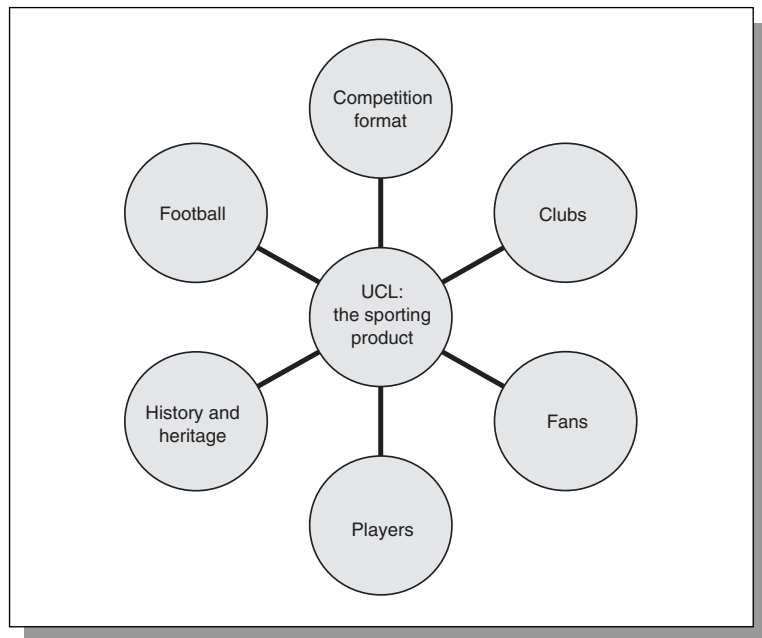 Competition
format
Football
Clubs
UCL:
the sporting
product
History and
heritage
Fans
Players